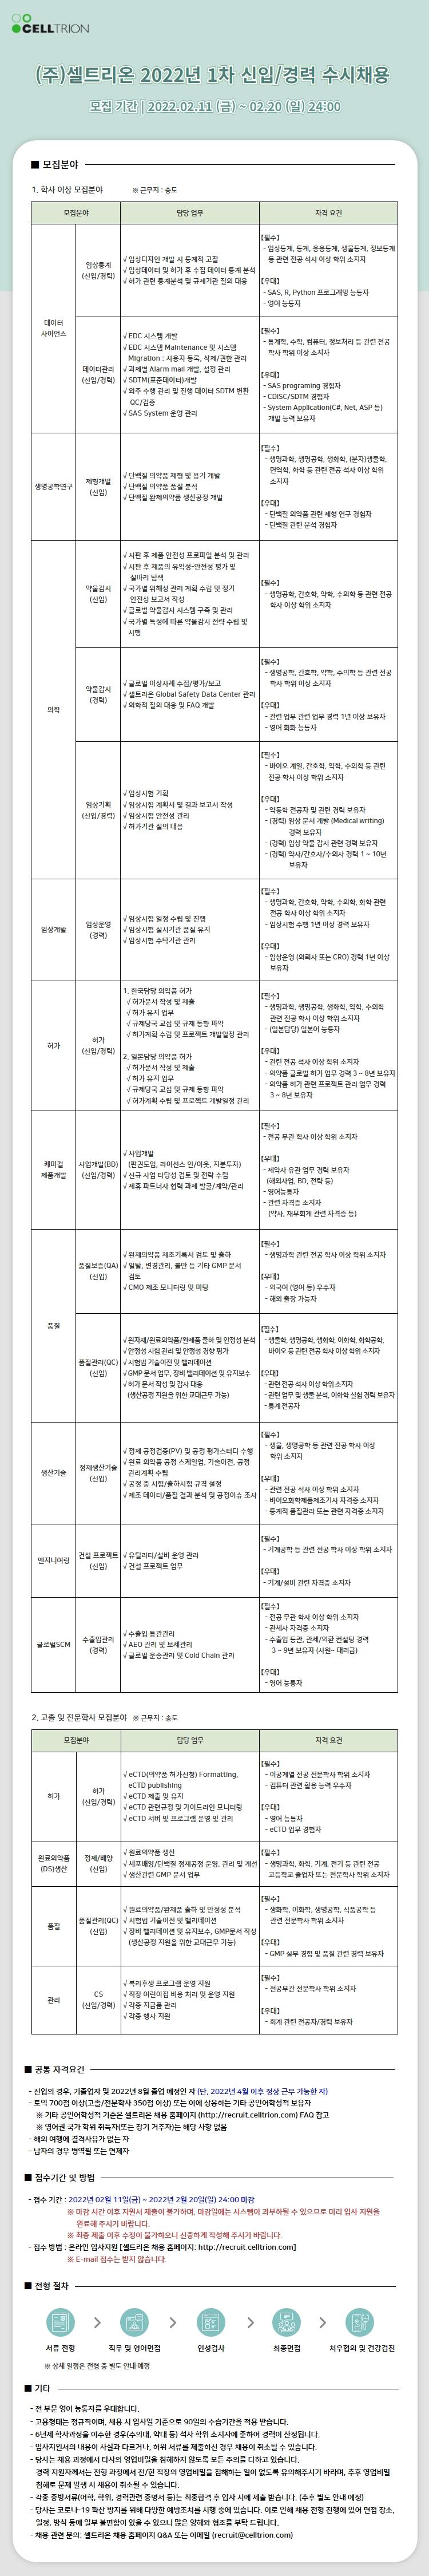 CELLTRION
(주)셀트리온 2022년 1차 신입/경력 수시채용
모집 기간 | 2022.02.11 (금) ~ 02.20 (일) 24:00
■ 모집분야
1. 학사 이상 모집분야 ※ 근무지 : 송도
모집분야 담당 업무 자격 요건
데이터
사이언스
임상통계
(신입/경력)
√ 임상디자인 개발 시 통계적 고찰
√ 임상데이터 및 허가 후 수집 데이터 통계 분석
√ 허가 관련 통계분석 및 규제기관 질의 대응
[필수]
- 임상통계, 통계, 응용통계, 생물통계, 정보통계
등 관련 전공 석사 이상 학위 소지자
[우대]
- SAS, R, Python 프로그래밍 능통자
- 영어 능통자
데이터관리
(신입/경력)
√ EDC 시스템 개발
√ EDC 시스템 Maintenance 및 시스템
Migration : 사용자 등록, 삭제/권한 관리
√ 과제별 Alarm mail 개발, 설정 관리
√ SDTM(표준데이터)개발
√ 외주 수행 관리 및 진행 데이터 SDTM 변환
QC/검증
√ SAS System 운영 관리
[필수]
- 통계학, 수학, 컴퓨터, 정보처리 등 관련 전공
학사 학위 이상 소지자
[우대]
- SAS programing 경험자
- CDISC/SDTM 경험자
- System Application(C#, Net, ASP 등)
개발 능력 보유자
생명공학연구
제형개발
(신입)
√ 단백질 의약품 제형 및 용기 개발
√ 단백질 의약품 품질 분석
√ 단백질 완제의약품 생산공정 개발
[필수]
- 생명과학, 생명공학, 생화학, (분자)생물학,
면역학, 화학 등 관련 전공 석사 이상 학위
소지자
[우대]
- 단백질 의약품 관련 제형 연구 경험자
- 단백질 관련 분석 경험자
의학
약물감시
(신입)
√ 시판 후 제품 안전성 프로파일 분석 및 관리
√ 시판 후 제품의 유익성-안전성 평가 및
실마리 탐색
√ 국가별 위해성 관리 계획 수립 및 정기
안전성 보고서 작성
√ 글로벌 약물감시 시스템 구축 및 관리
√ 국가별 특성에 따른 약물감시 전략 수립 및
시행
[필수]
- 생명공학, 간호학, 약학, 수의학 등 관련 전공
학사 이상 학위 소지자
약물감시
(경력)
√ 글로벌 이상사례 수집/평가/보고
√ 셀트리온 Global Safety Data Center 관리
√ 의학적 질의 대응 및 FAQ 개발
[필수]
- 생명공학, 간호학, 약학, 수의학 등 관련 전공
학사 학위 이상 소지자
[우대]
- 관련 업무 관련 업무 경력 1년 이상 보유자
- 영어 회화 능통자
임상기획
(신입/경력)
√ 임상시험 기획
√ 임상시험 계획서 및 결과 보고서 작성
√ 임상시험 안전성 관리
√ 허가기관 질의 대응
[필수]
- 바이오 계열, 간호학, 약학, 수의학 등 관련
전공 학사 이상 학위 소지자
[우대]
- 약동학 전공자 및 관련 경력 보유자
- (경력) 임상 문서 개발 (Medical writing)
경력 보유자
- (경력) 임상 약물 감시 관련 경력 보유자
- (경력) 약사/간호사/수의사 경력 1 ~ 10년
보유자
임상개발
임상운영
(경력)
√ 임상시험 일정 수립 및 진행
√ 임상시험 실시기관 품질 유지
√ 임상시험 수탁기관 관리
[필수]
- 생명과학, 간호학, 약학, 수의학, 화학 관련
전공 학사 이상 학위 소지자
- 임상시험 수행 1년 이상 경력 보유자
[우대]
- 임상운영 (의뢰사 또는 CRO) 경력 1년 이상
보유자
허가
허가
(신입/경력)
1. 한국담당 의약품 허가
√ 허가문서 작성 및 제출
√ 허가 유지 업무
√ 규제당국 교섭 및 규제 동향 파악
√ 허가계획 수립 및 프로젝트 개발일정 관리
2. 일본담당 의약품 허가
√ 허가문서 작성 및 제출
√ 허가 유지 업무
√ 규제당국 교섭 및 규제 동향 파악
√ 허가계획 수립 및 프로젝트 개발일정 관리
[필수]
- 생명과학, 생명공학, 생화학, 약학, 수의학
관련 전공 학사 이상 학위 소지자
- (일본담당) 일본어 능통자
[우대]
- 관련 전공 석사 이상 학위 소지자
- 의약품 글로벌 허가 업무 경력 3 ~ 8년 보유자
- 의약품 허가 관련 프로젝트 관리 업무 경력
3 ~ 8년 보유자
케미컬
제품개발
사업개발(BD)
(신입/경력)
√ 사업개발
(판권도입, 라이선스 인/아웃, 지분투자)
√ 신규 사업 타당성 검토 및 전략 수립
√ 제휴 파트너사 협력 과제 발굴/계약/관리
[필수]
- 전공 무관 학사 이상 학위 소지자
[우대]
- 제약사 유관 업무 경력 보유자
(해외사업, BD, 전략 등)
- 영어능통자
- 관련 자격증 소지자
(약사, 재무회계 관련 자격증 등)
품질
품질보증(QA)
(신입)
√ 완제의약품 제조기록서 검토 및 출하
√ 일탈, 변경관리, 불만 등 기타 GMP 문서
검토
√ CMO 제조 모니터링 및 미팅
[필수]
- 생명과학 관련 전공 학사 이상 학위 소지자
[우대]
- 외국어 (영어 등) 우수자
- 해외 출장 가능자
품질관리(QC)
(신입)
√ 원자재/원료의약품/완제품 출하 및 안정성 분석
√ 안정성 시험 관리 및 안정성 경향 평가
√ 시험법 기술이전 및 밸리데이션
√ GMP 문서 업무, 장비 밸리데이션 및 유지보수
√ 허가 문서 작성 및 감사 대응
(생산공정 지원을 위한 교대근무 가능)
[필수]
- 생물학, 생명공학, 생화학, 이화학, 화학공학,
바이오 등 관련 전공 학사 이상 학위 소지자
[우대]
- 관련 전공 석사 이상 학위 소지자
- 관련 업무 및 생물 분석, 이화학 실험 경력 보유자
- 통계 전공자
생산기술
정제생산기술
(신입)
√ 정제 공정검증(PV) 및 공정 평가스터디 수행
√ 원료 의약품 공정 스케일업, 기술이전, 공정
관리계획 수립
√ 공정 중 시험/출하시험 규격 설정
√ 제조 데이터/품질 결과 분석 및 공정이슈 조사
[필수]
- 생물, 생명공학 등 관련 전공 학사 이상
학위 소지자
[우대]
- 관련 전공 석사 이상 학위 소지자
- 바이오화학제품제조기사 자격증 소지자
- 통계적 품질관리 또는 관련 자격증 소지자
엔지니어링
건설 프로젝트
(신입)
√ 유틸리티/설비 운영 관리
√ 건설 프로젝트 업무
[필수]
- 기계공학 등 관련 전공 학사 이상 학위 소지자
[우대]
- 기계/설비 관련 자격증 소지자
글로벌SCM
수출입관리
(경력)
√ 수출입 통관관리
√ AEO 관리 및 보세관리
√ 글로벌 운송관리 및 Cold Chain 관리
[필수]
- 전공 무관 학사 이상 학위 소지자
- 관세사 자격증 소지자
- 수출입 통관, 관세/외환 컨설팅 경력
3 ~ 9년 보유자 (사원~ 대리급)
[우대]
- 영어 능통자
2. 고졸 및 전문학사 모집분야 ※ 근무지 : 송도
모집분야 담당 업무 자격 요건
허가
허가
(신입/경력)
√ eCTD(의약품 허가신청) Formatting,
eCTD publishing
√ eCTD 제출 및 유지
√ eCTD 관련규정 및 가이드라인 모니터링
√ eCTD 서버 및 프로그램 운영 및 관리
[필수]
- 이공계열 전공 전문학사 학위 소지자
- 컴퓨터 관련 활용 능력 우수자
[우대]
- 영어 능통자
- eCTD 업무 경험자
원료의약품
(DS)생산
정제/배양
(신입)
√ 원료의약품 생산
√ 세포배양/단백질 정제공정 운영, 관리 및 개선
√ 생산관련 GMP 문서 업무
[필수]
- 생명과학, 화학, 기계, 전기 등 관련 전공
고등학교 졸업자 또는 전문학사 학위 소지자
품질
품질관리(QC)
(신입)
√ 원료의약품/완제품 출하 및 안정성 분석
√ 시험법 기술이전 및 밸리데이션
√ 장비 밸리데이션 및 유지보수, GMP문서 작성
(생산공정 지원을 위한 교대근무 가능)
[필수]
- 생화학, 이화학, 생명공학, 식품공학 등
관련 전문학사 학위 소지자
[우대]
- GMP 실무 경험 및 품질 관련 경력 보유자
관리
CS
(신입/경력)
√ 복리후생 프로그램 운영 지원
√ 직장 어린이집 비용 처리 및 운영 지원
√ 각종 지급품 관리
√ 각종 행사 지원
[필수]
- 전공무관 전문학사 학위 소지자
[우대]
- 회계 관련 전공자/경력 보유자
■ 공통 자격요건
- 신입의 경우, 기졸업자 및 2022년 8월 졸업 예정인 자 (단, 2022년 4월 이후 정상 근무 가능한 자)
- 토익 700점 이상(고졸/전문학사 350점 이상) 또는 이에 상응하는 기타 공인어학성적 보유자
※ 기타 공인어학성적 기준은 셀트리온 채용 홈페이지 (http://recruit.celltrion.com) FAQ 참고
※ 영어권 국가 학위 취득자(또는 장기 거주자)는 해당 사항 없음
- 해외 여행에 결격사유가 없는 자
- 남자의 경우 병역필 또는 면제자
■ 접수기간 및 방법
- 접수 기간 : 2022년 02월 11일(금) ~ 2022년 2월 20일(일) 24:00 마감
※ 마감 시간 이후 지원서 제출이 불가하며, 마감일에는 시스템이 과부하될 수 있으므로 미리 입사 지원을
완료해 주시기 바랍니다.
※ 최종 제출 이후 수정이 불가하오니 신중하게 작성해 주시기 바랍니다.
- 접수 방법 : 온라인 입사지원 [셀트리온 채용 홈페이지: http://recruit.celltrion.com]
※ E-mail 접수는 받지 않습니다.
■ 전형 절차
서류 전형 직무 및 영어면접 인성검사 최종면접 처우협의 및 건강검진
※ 상세 일정은 전형 중 별도 안내 예정
■ 기타
- 전 부문 영어 능통자를 우대합니다.
- 고용형태는 정규직이며, 채용 시 입사일 기준으로 90일의 수습기간을 적용 받습니다.
- 6년제 학사과정을 이수한 경우(수의대, 약대 등) 석사 학위 소지자에 준하여 경력이 산정됩니다.
- 입사지원서의 내용이 사실과 다르거나, 허위 서류를 제출하신 경우 채용이 취소될 수 있습니다.
- 당사는 채용 과정에서 타사의 영업비밀을 침해하지 않도록 모든 주의를 다하고 있습니다.
경력 지원자께서는 전형 과정에서 전/현 직장의 영업비밀을 침해하는 일이 없도록 유의해주시기 바라며, 추후 영업비밀
침해로 문제 발생 시 채용이 취소될 수 있습니다.
- 각종 증빙서류(어학, 학위, 경력관련 증명서 등)는 최종합격 후 입사 시에 제출 받습니다. (추후 별도 안내 예정)
- 당사는 코로나-19 확산 방지를 위해 다양한 예방조치를 시행 중에 있습니다. 이로 인해 채용 전형 진행에 있어 면접 장소,
일정, 방식 등에 일부 불편함이 있을 수 있으니 많은 양해와 협조를 부탁 드립니다.
- 채용 관련 문의: 셀트리온 채용 홈페이지 Q&A 또는 이메일 (recruit@celltrion.com)